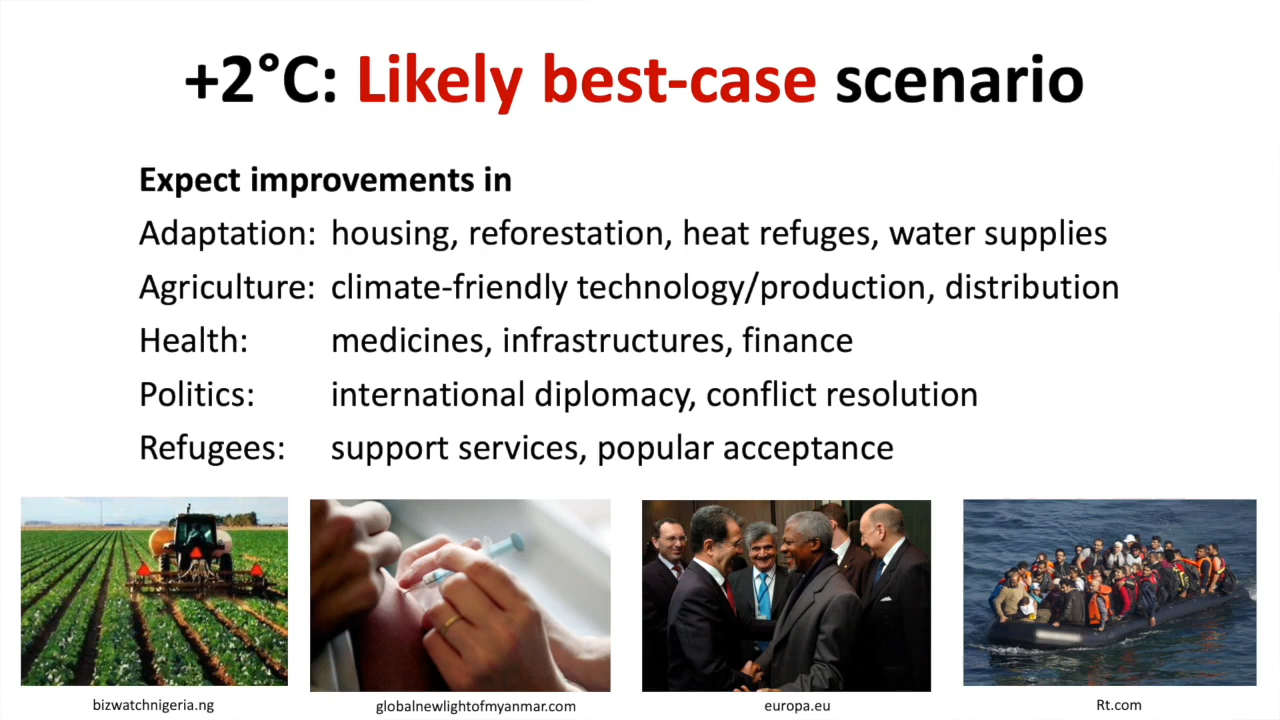 +2°C: Likely best-case scenario
Expect improvements in
Adaptation: housing, reforestation, heat refuges, water supplies
Agriculture: climate-friendly technology/production, distribution
Health: medicines, infrastructures, finance
Politics: international diplomacy, conflict resolution
Refugees: support services, popular acceptance
bizwatchnigeria.ng
globalnewlightofmyanmar.com
europa.eu
Rt.com